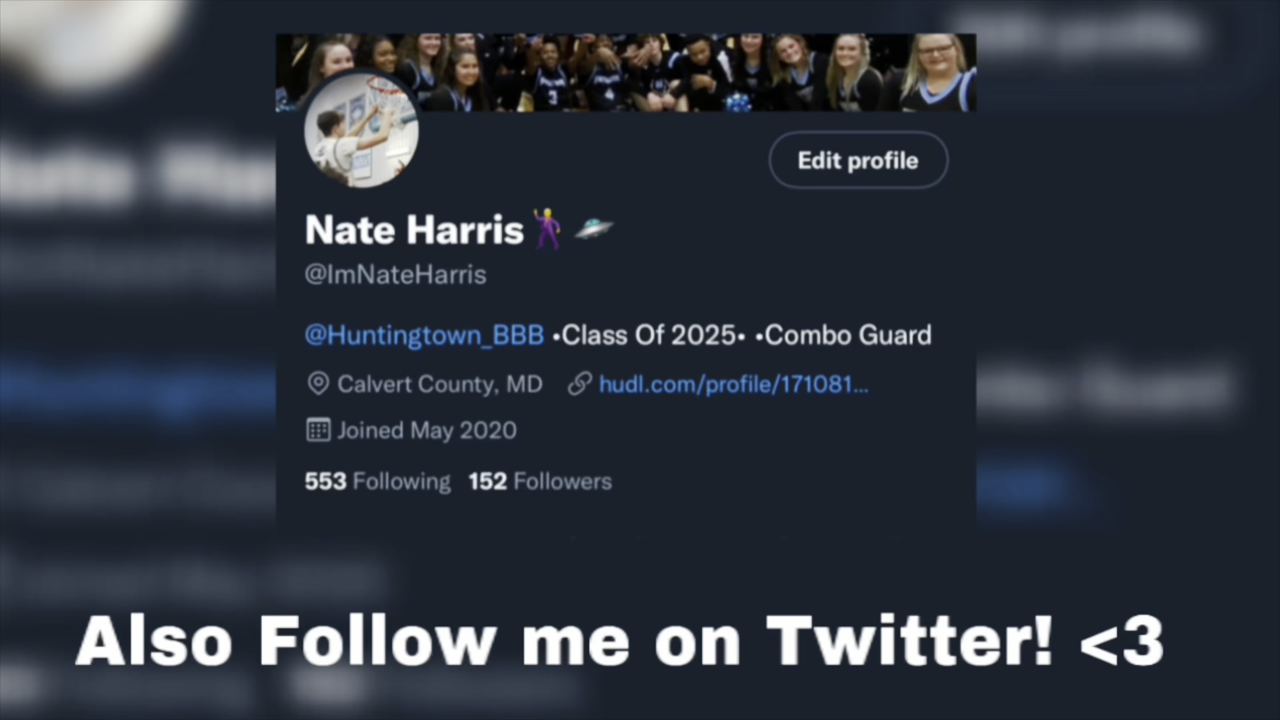 Edit profile
Nate Harris
@ImNateHarris
@Huntingtown_BBB •Class Of 2025• •Combo Guard
Calvert County, MD hudl.com/profile/171081...
Joined May 2020
553 Following 152 Followers
Also Follow me on Twitter! <3